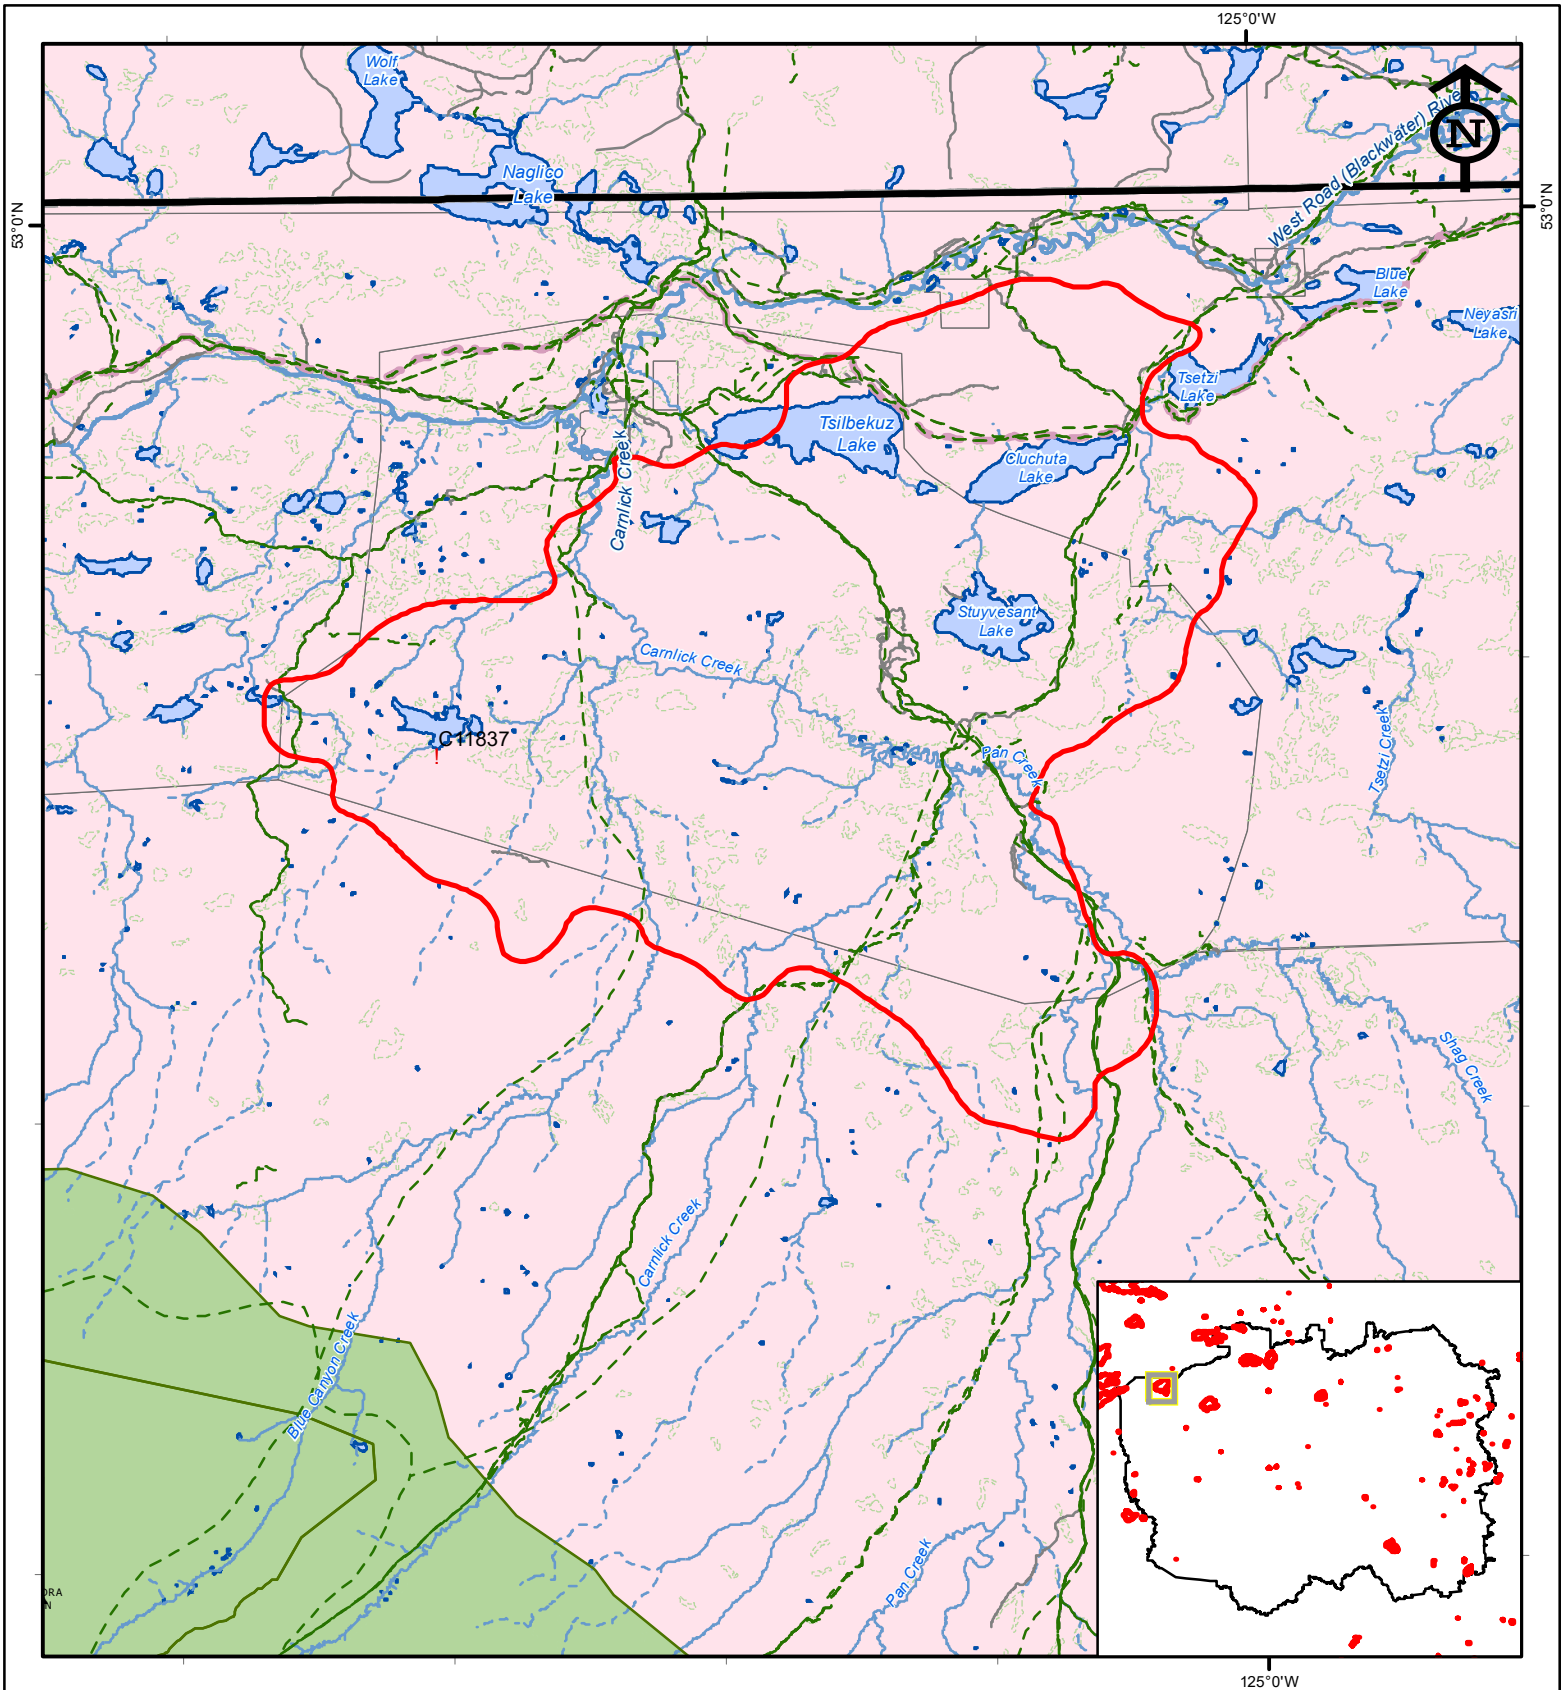 125°0'W
Wolf
Lake
N
West Road (Blackwater)
Naglico
Lake
53°0'N
53°0'N
Blue
Lake
Neyasri
Lake
Tsetzi
Lake
Tsilbekuz
Lake
Cluchuta
Lake
Carnlick Creek
Stuyvesant
Lake
Carnlick Creek
C11837
Pan Creek
Tsetzi Creek
Shag Creek
Carnlick Creek
Blue Canyon Creek
Pan Creek
125°0'W